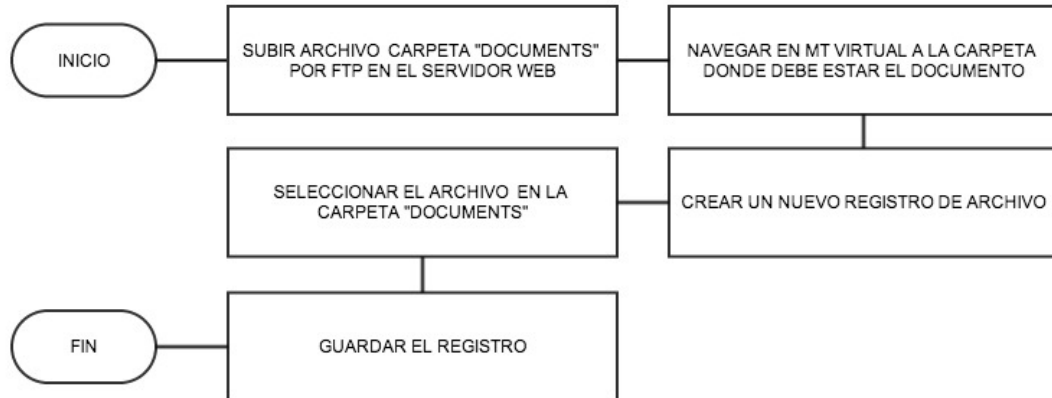 INICIO
SUBIR ARCHIVO CARPETA "DOCUMENTS"
POR FTP EN EL SERVIDOR WEB
NAVEGAR EN MT VIRTUAL A LA CARPETA
DONDE DEBE ESTAR EL DOCUMENTO
CREAR UN NUEVO REGISTRO DE ARCHIVO
SELECCIONAR EL ARCHIVO EN LA
CARPETA "DOCUMENTS"
GUARDAR EL REGISTRO
FIN